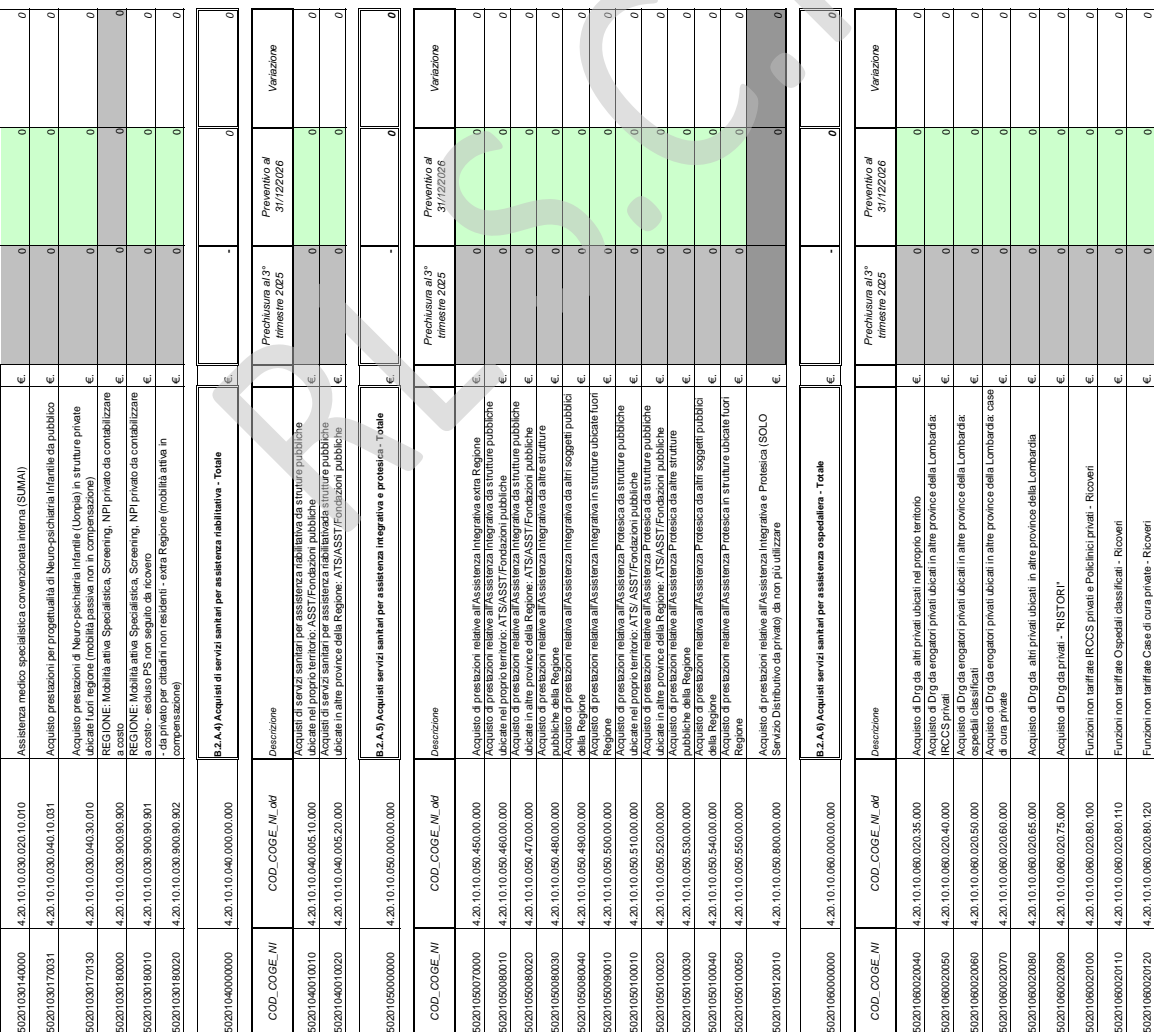 502010301400000 4.20.10.10.030.020.10.010 Assistenza medico specialistica convenzionata interna (SUMAI) €. 0 0 0
502010301700031 4.20.10.10.030.040.10.031 Acquisto prestazioni per progettualità di Neuro-psichiatria Infantile da pubblico €. 0 0 0
50201030170130 4.20.10.10.030.040.30.010 Acquisto prestazioni di Neuro-psichiatria Infantile (Uonpia) in strutture private
ubicate fuori regione (mobilità passiva non in compensazione) €. 0 0 0
50201030180000 4.20.10.10.030.900.90.900 REGIONE: Mobilità attiva Specialistica, Screening, NPI privato da contabilizzare
a costo €. 0 0 0
50201030180010 4.20.10.10.030.900.90.901 REGIONE: Mobilità attiva Specialistica, Screening, NPI privato da contabilizzare
a costo - escluso PS non seguito da ricovero €. 0 0 0
50201030180020 4.20.10.10.030.900.90.902 - da privato per cittadini non residenti - extra Regione (mobilità attiva in
compensazione) €. 0 0 0
50201040000000 4.20.10.10.040.000.00.000 B.2.A.4) Acquisti di servizi sanitari per assistenza riabilitativa - Totale €. - 0 0
COD_COGE_NI COD_COGE_NI_old Descrizione Prechiusura al 3°
trimestre 2025 Preventivo al
31/12/2026 Variazione
50201040010010 4.20.10.10.040.005.10.000 Acquisti di servizi sanitari per assistenza riabilitativa da strutture pubbliche
ubicate nel proprio territorio: ASST/Fondazioni pubbliche €. 0 0 0
50201040010020 4.20.10.10.040.005.20.000 Acquisti di servizi sanitari per assistenza riabilitativada strutture pubbliche
ubicate in altre province della Regione: ATS/ASST/Fondazioni pubbliche €. 0 0 0
50201050000000 4.20.10.10.050.000.00.000 B.2.A.5) Acquisti servizi sanitari per assistenza integrativa e protesica - Totale €. - 0 0
COD_COGE_NI COD_COGE_NI_old Descrizione Prechiusura al 3°
trimestre 2025 Preventivo al
31/12/2026 Variazione
50201050070000 4.20.10.10.050.450.00.000 Acquisto di prestazioni relative all'Assistenza Integrativa extra Regione €. 0 0 0
50201050080010 4.20.10.10.050.460.00.000 Acquisto di prestazioni relative all'Assistenza Integrativa da strutture pubbliche
ubicate nel proprio territorio: ATS/ASST/Fondazioni pubbliche €. 0 0 0
50201050080020 4.20.10.10.050.470.00.000 Acquisto di prestazioni relative all'Assistenza Integrativa da strutture pubbliche
ubicate in altre province della Regione: ATS/ASST/Fondazioni pubbliche €. 0 0 0
50201050080030 4.20.10.10.050.480.00.000 Acquisto di prestazioni relative all'Assistenza Integrativa da altre strutture
pubbliche della Regione €. 0 0 0
50201050080040 4.20.10.10.050.490.00.000 Acquisto di prestazioni relative all'Assistenza Integrativa da altri soggetti pubblici
della Regione €. 0 0 0
50201050090010 4.20.10.10.050.500.00.000 Acquisto di prestazioni relative all'Assistenza Integrativa in strutture ubicate fuori
Regione €. 0 0 0
50201050100010 4.20.10.10.050.510.00.000 Acquisto di prestazioni relative all'Assistenza Protesica da strutture pubbliche
ubicate nel proprio territorio: ATS/ ASST/Fondazioni pubbliche €. 0 0 0
50201050100020 4.20.10.10.050.520.00.000 Acquisto di prestazioni relative all'Assistenza Protesica da strutture pubbliche
ubicate in altre province della Regione: ATS/ASST/Fondazioni pubbliche €. 0 0 0
50201050100030 4.20.10.10.050.530.00.000 Acquisto di prestazioni relative all'Assistenza Protesica da altre strutture
pubbliche della Regione €. 0 0 0
50201050100040 4.20.10.10.050.540.00.000 Acquisto di prestazioni relativa all'Assistenza Protesica da altri soggetti pubblici
della Regione €. 0 0 0
50201050100050 4.20.10.10.050.550.00.000 Acquisto di prestazioni relative all'Assistenza Protesica in strutture ubicate fuori
Regione €. 0 0 0
50201050120010 4.20.10.10.050.800.00.000 Acquisto di prestazioni relative all'Assistenza Integrativa e Protesica (SOLO
Servizio Distributivo da privato) da non più utilizzare €. 0 0 0
50201060000000 4.20.10.10.060.000.00.000 B.2.A.6) Acquisti servizi sanitari per assistenza ospedaliera - Totale €. - 0 0
COD_COGE_NI COD_COGE_NI_old Descrizione Prechiusura al 3°
trimestre 2025 Preventivo al
31/12/2026 Variazione
50201060020040 4.20.10.10.060.020.35.000 Acquisto di Drg da altri privati ubicati nel proprio territorio €. 0 0 0
50201060020050 4.20.10.10.060.020.40.000 Acquisto di Drg da erogatori privati ubicati in altre province della Lombardia:
IRCCS privati €. 0 0 0
50201060020060 4.20.10.10.060.020.50.000 Acquisto di Drg da erogatori privati ubicati in altre province della Lombardia:
ospedali classificati €. 0 0 0
50201060020070 4.20.10.10.060.020.60.000 Acquisto di Drg da erogatori privati ubicati in altre province della Lombardia: case
di cura private €. 0 0 0
50201060020080 4.20.10.10.060.020.65.000 Acquisto di Drg da altri privati ubicati in altre province della Lombardia €. 0 0 0
50201060020090 4.20.10.10.060.020.75.000 Acquisto di Drg da privati - "RISTORI" €. 0 0 0
50201060020100 4.20.10.10.060.020.80.100 Funzioni non tariffate IRCCS privati e Policlinici privati - Ricoveri €. 0 0 0
50201060020110 4.20.10.10.060.020.80.110 Funzioni non tariffate Ospedali classificati - Ricoveri €. 0 0 0
50201060020120 4.20.10.10.060.020.80.120 Funzioni non tariffate Case di cura private - Ricoveri €. 0 0 0